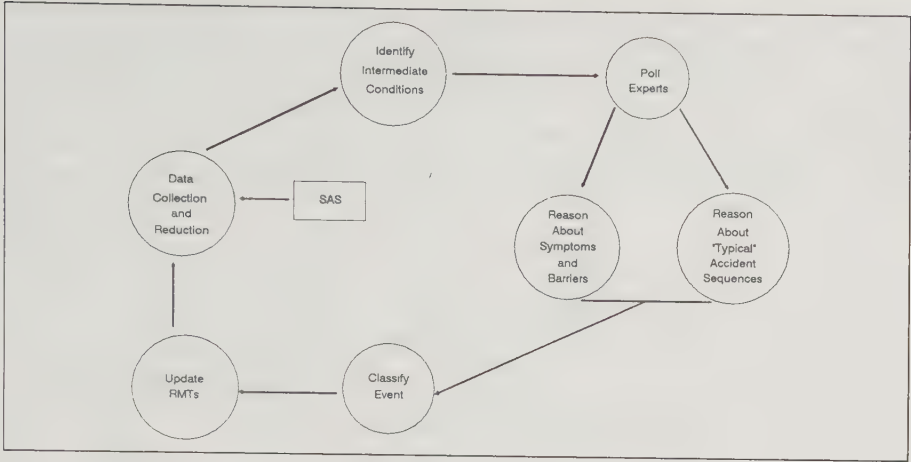 Identify
Intermediate
Conditions
Poll
Experts
Data
Collection
and
Reduction
SAS
Reason
About
Symptoms
and
Barriers
Reason
About
"Typical"
Accident
Sequences
Update
RMTs
Classify
Event